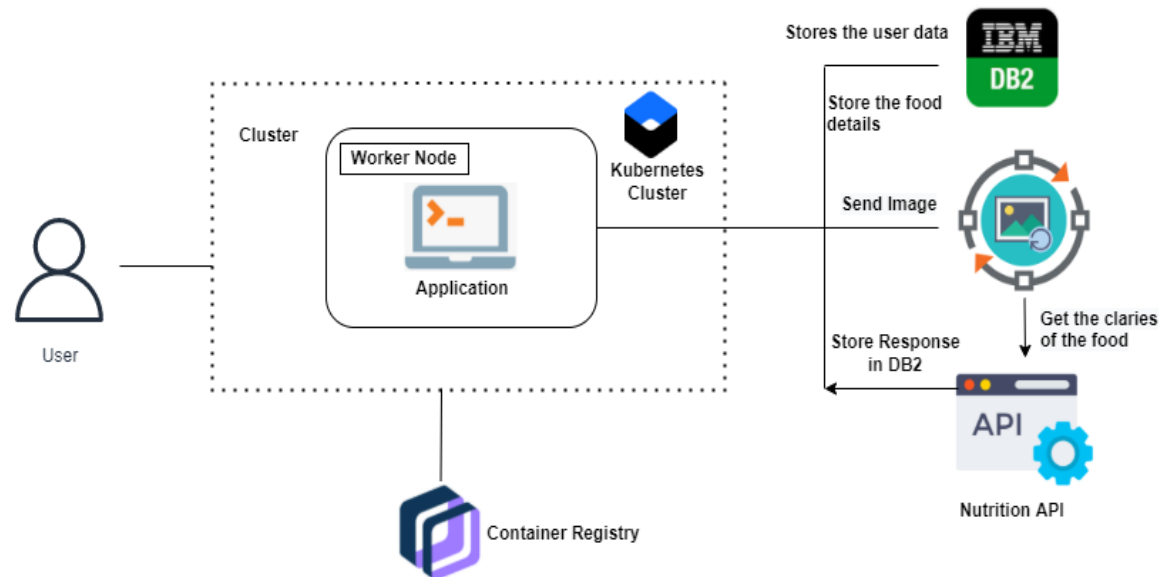 Stores the user data
IBM
DB2
Store the food
details
Cluster
Worker Node
Kubernetes
Cluster
Application
Send Image
User
Get the claries
of the food
Store Response
in DB2
API
Nutrition API
Container Registry